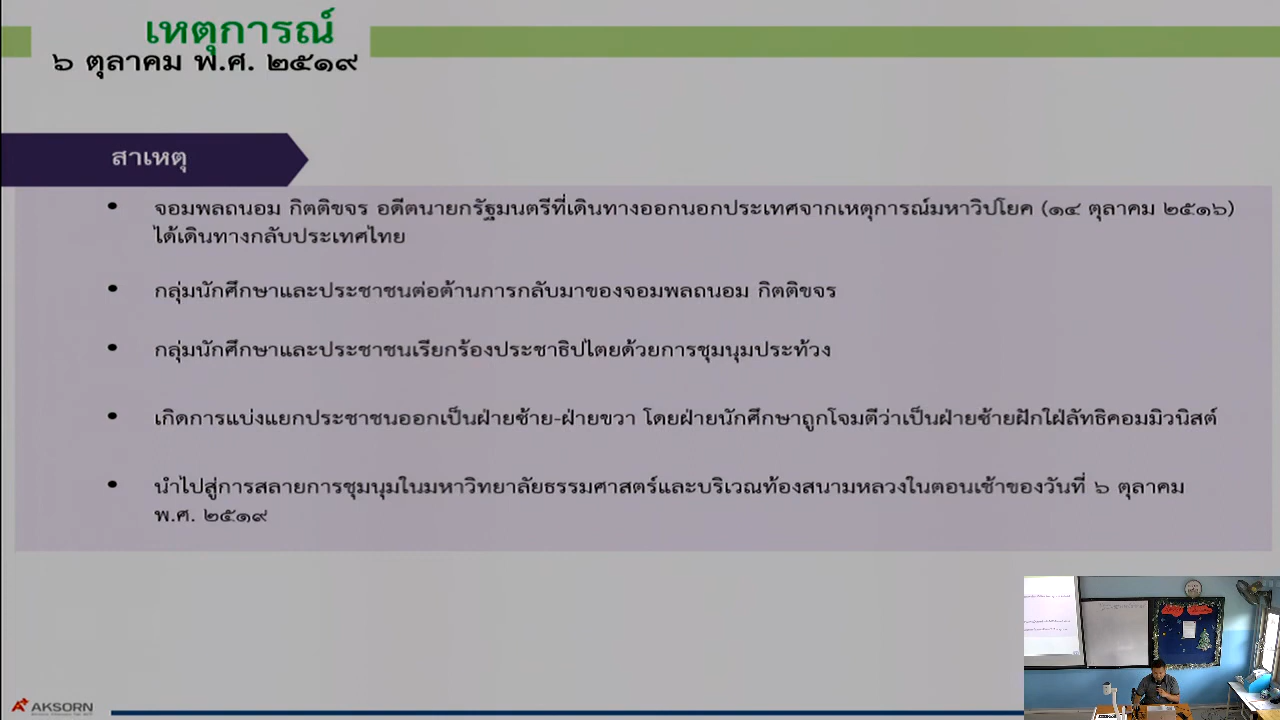 เหตุการณ์
๖ ตุลาคม พ.ศ. ๒๕๑๙
สาเหตุ
• จอมพลถนอม กิตติขจร อดีตนายกรัฐมนตรีที่เดินทางออกนอกประเทศจากเหตุการณ์มหาวิปโยค (๑๔ ตุลาคม ๒๕๑๖)
ได้เดินทางกลับประเทศไทย
• กลุ่มนักศึกษาและประชาชนต่อต้านการกลับมาของจอมพลถนอม กิตติขจร
• กลุ่มนักศึกษาและประชาชนเรียกร้องประชาธิปไตยด้วยการชุมนุมประท้วง
• เกิดการแบ่งแยกประชาชนออกเป็นฝ่ายซ้าย-ฝ่ายขวา โดยฝ่ายนักศึกษาถูกโจมตีว่าเป็นฝ่ายซ้ายฝักใฝ่ลัทธิคอมมิวนิสต์
• นำไปสู่การสลายการชุมนุมในมหาวิทยาลัยธรรมศาสตร์และบริเวณท้องสนามหลวงในตอนเช้าของวันที่ ๖ ตุลาคม
พ.ศ. ๒๕๑๙
AKSORN